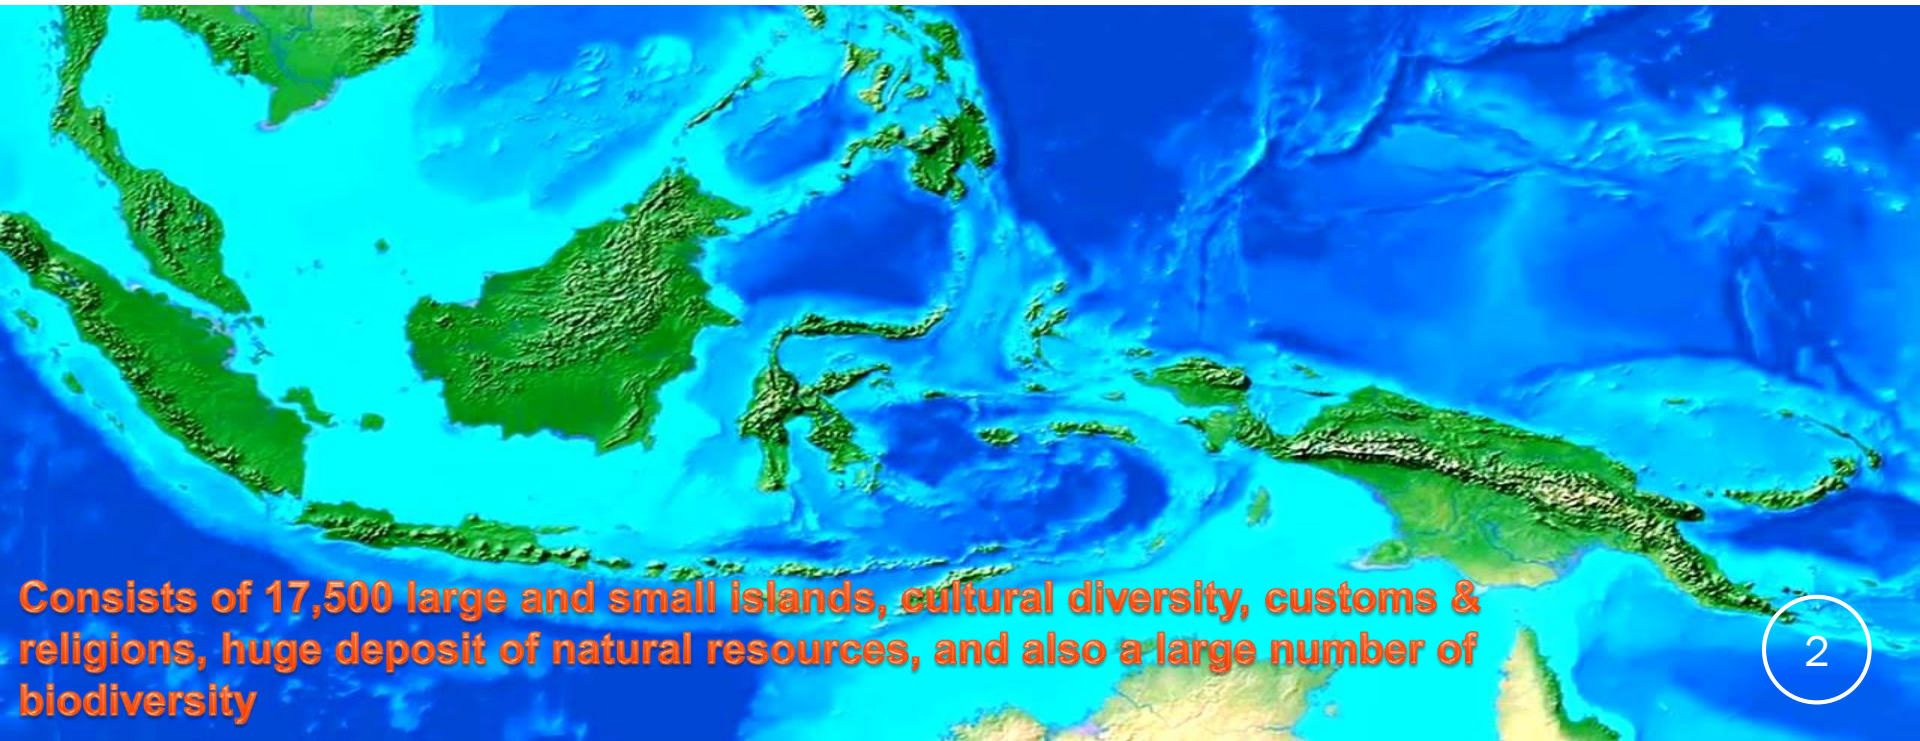 Consists of 17,500 large and small islands, cultural diversity, customs &
religions, huge deposit of natural resources, and also a large number of
biodiversity
2